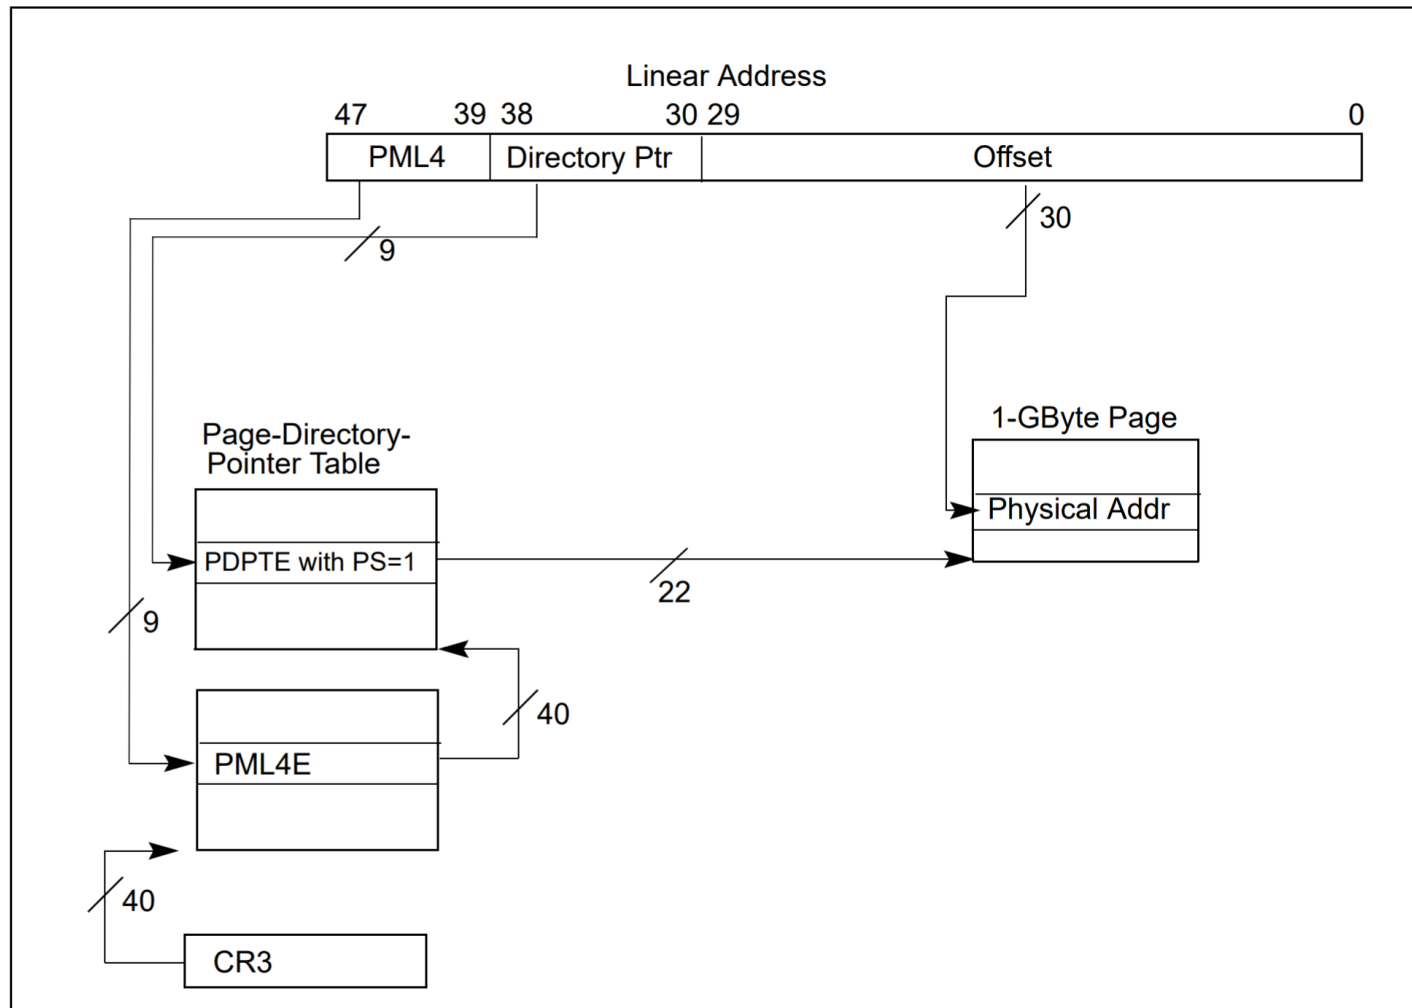 Linear Address
47 39 38 30 29 0
PML4 Directory Ptr Offset
9
30
1-GByte Page
Page-Directory-
Pointer Table
Physical Addr
PDPTE with PS=1
22
9
40
PML4E
40
CR3